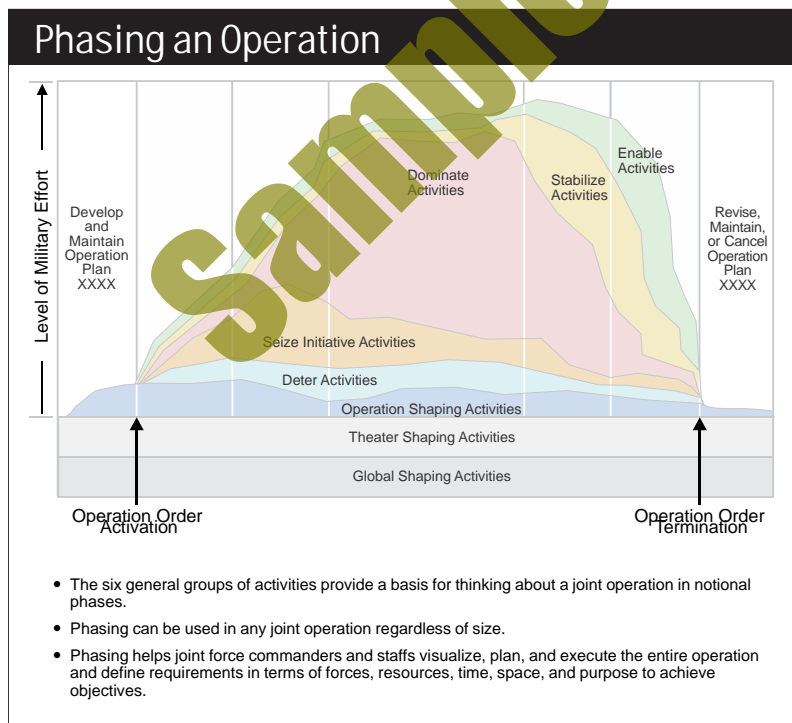 Phasing an Operation
Sample
Level of Military Effort
Develop
and
Maintain
Operation
Plan
XXXX
Dominate
Activities
Stabilize
Activities
Enable
Activities
Revise,
Maintain,
or Cancel
Operation
Plan
XXXX
Seize Initiative Activities
Deter Activities
Operation Shaping Activities
Theater Shaping Activities
Global Shaping Activities
Operation Order
Activation
Operation Order
Termination
• The six general groups of activities provide a basis for thinking about a joint operation in notional
phases.
• Phasing can be used in any joint operation regardless of size.
• Phasing helps joint force commanders and staffs visualize, plan, and execute the entire operation
and define requirements in terms of forces, resources, time, space, and purpose to achieve
objectives.